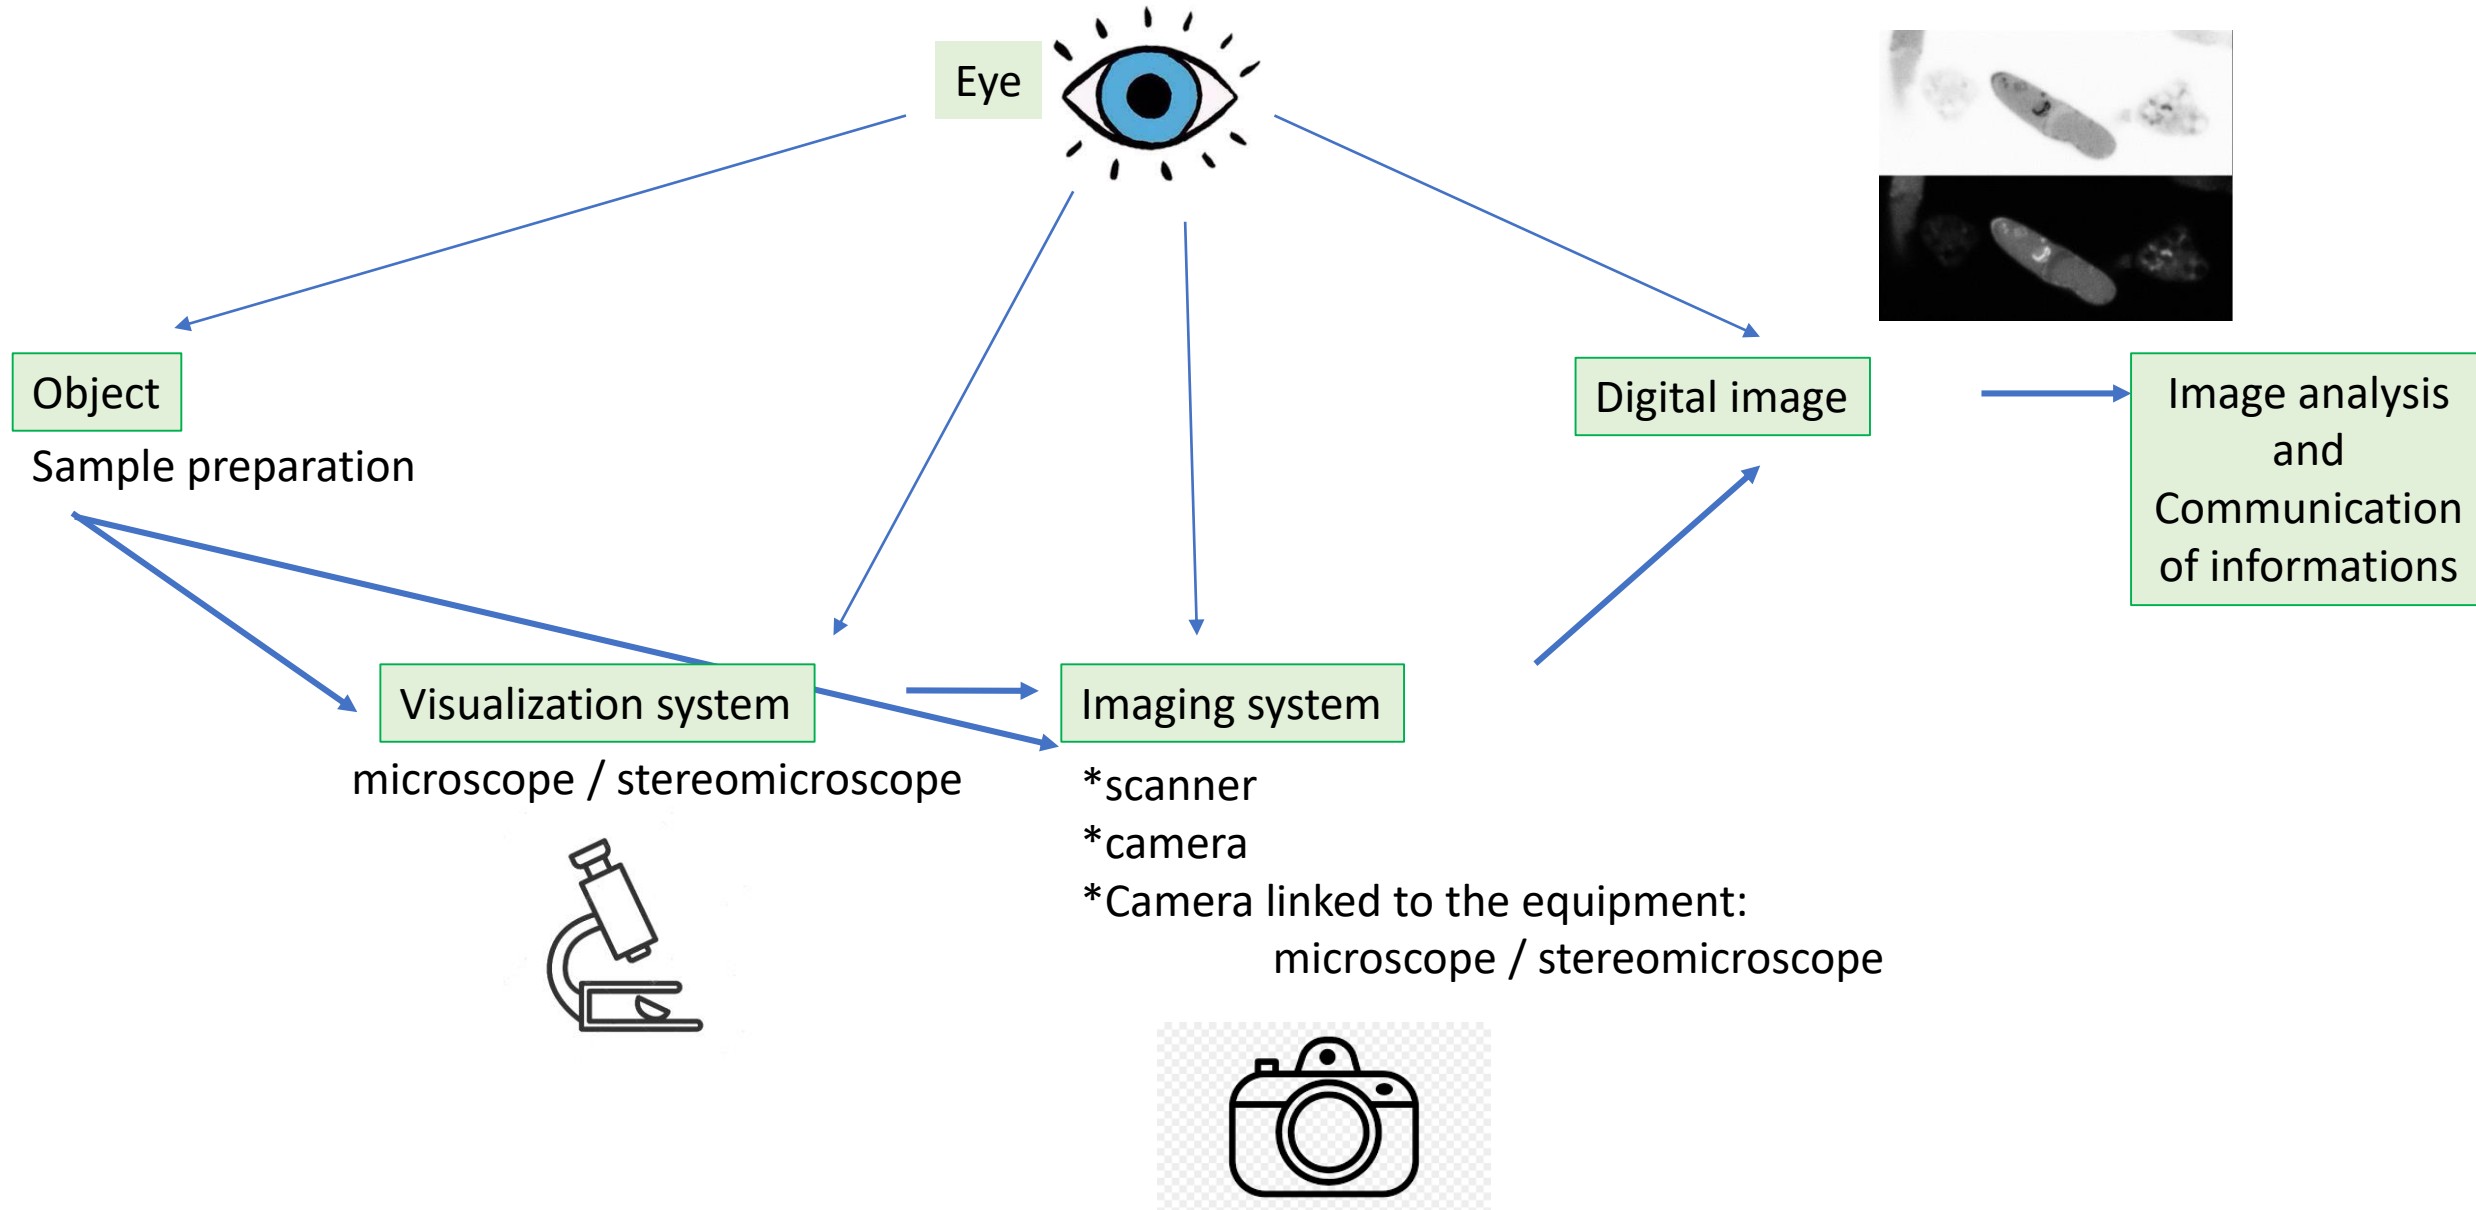 Eye
Object
Sample preparation
Digital image
Image analysis
and
Communication
of informations
Visualization system
microscope / stereomicroscope
Imaging system
*scanner
*camera
*Camera linked to the equipment:
microscope / stereomicroscope